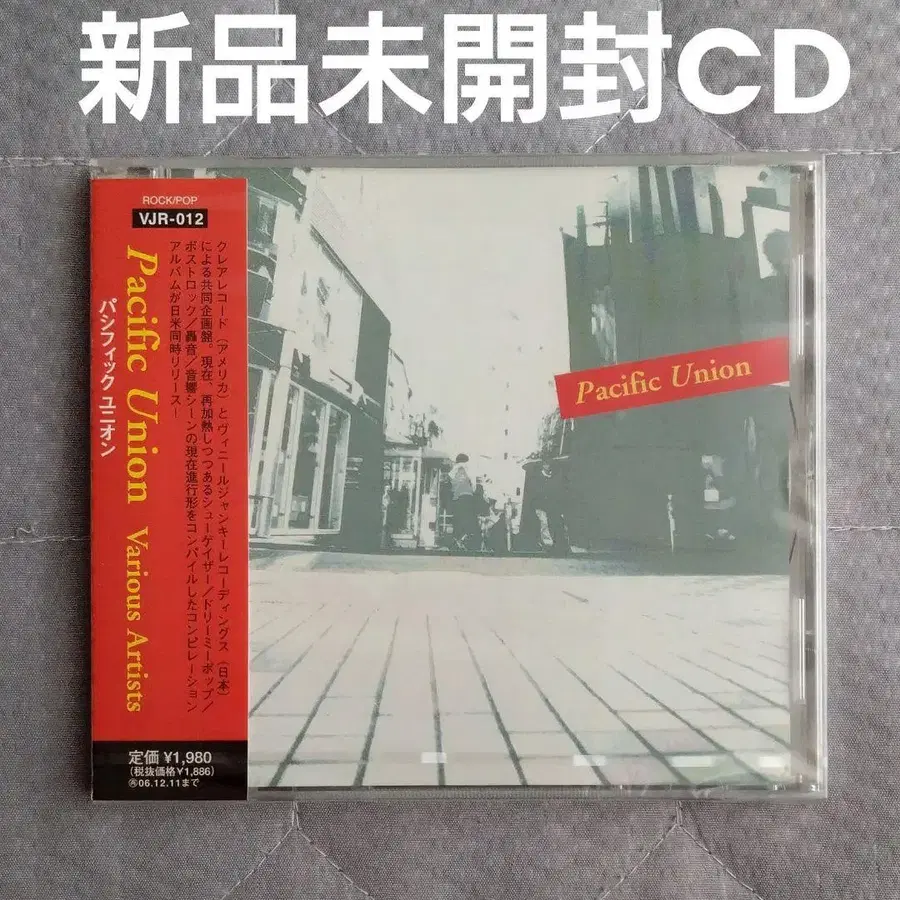 新品未開封CD
ROCK/POP
VJR-012
Pacific Union Various Artists
パシフィック ユニオン
クレアレコード（アメリカ）とヴィニールジャンキーレコーディングス（日本）
による共同企画盤。現在、再加熱しつつあるシューゲイザー／ドリーミーポップ／
ポストロック／轟音／音響シーンの現在進行形をコンパイルしたコンピレーション
アルバムが日米同時リリース！
定価 ¥1,980
(税抜価格¥1,886)
Ⓐ06.12.11まで
Pacific Union